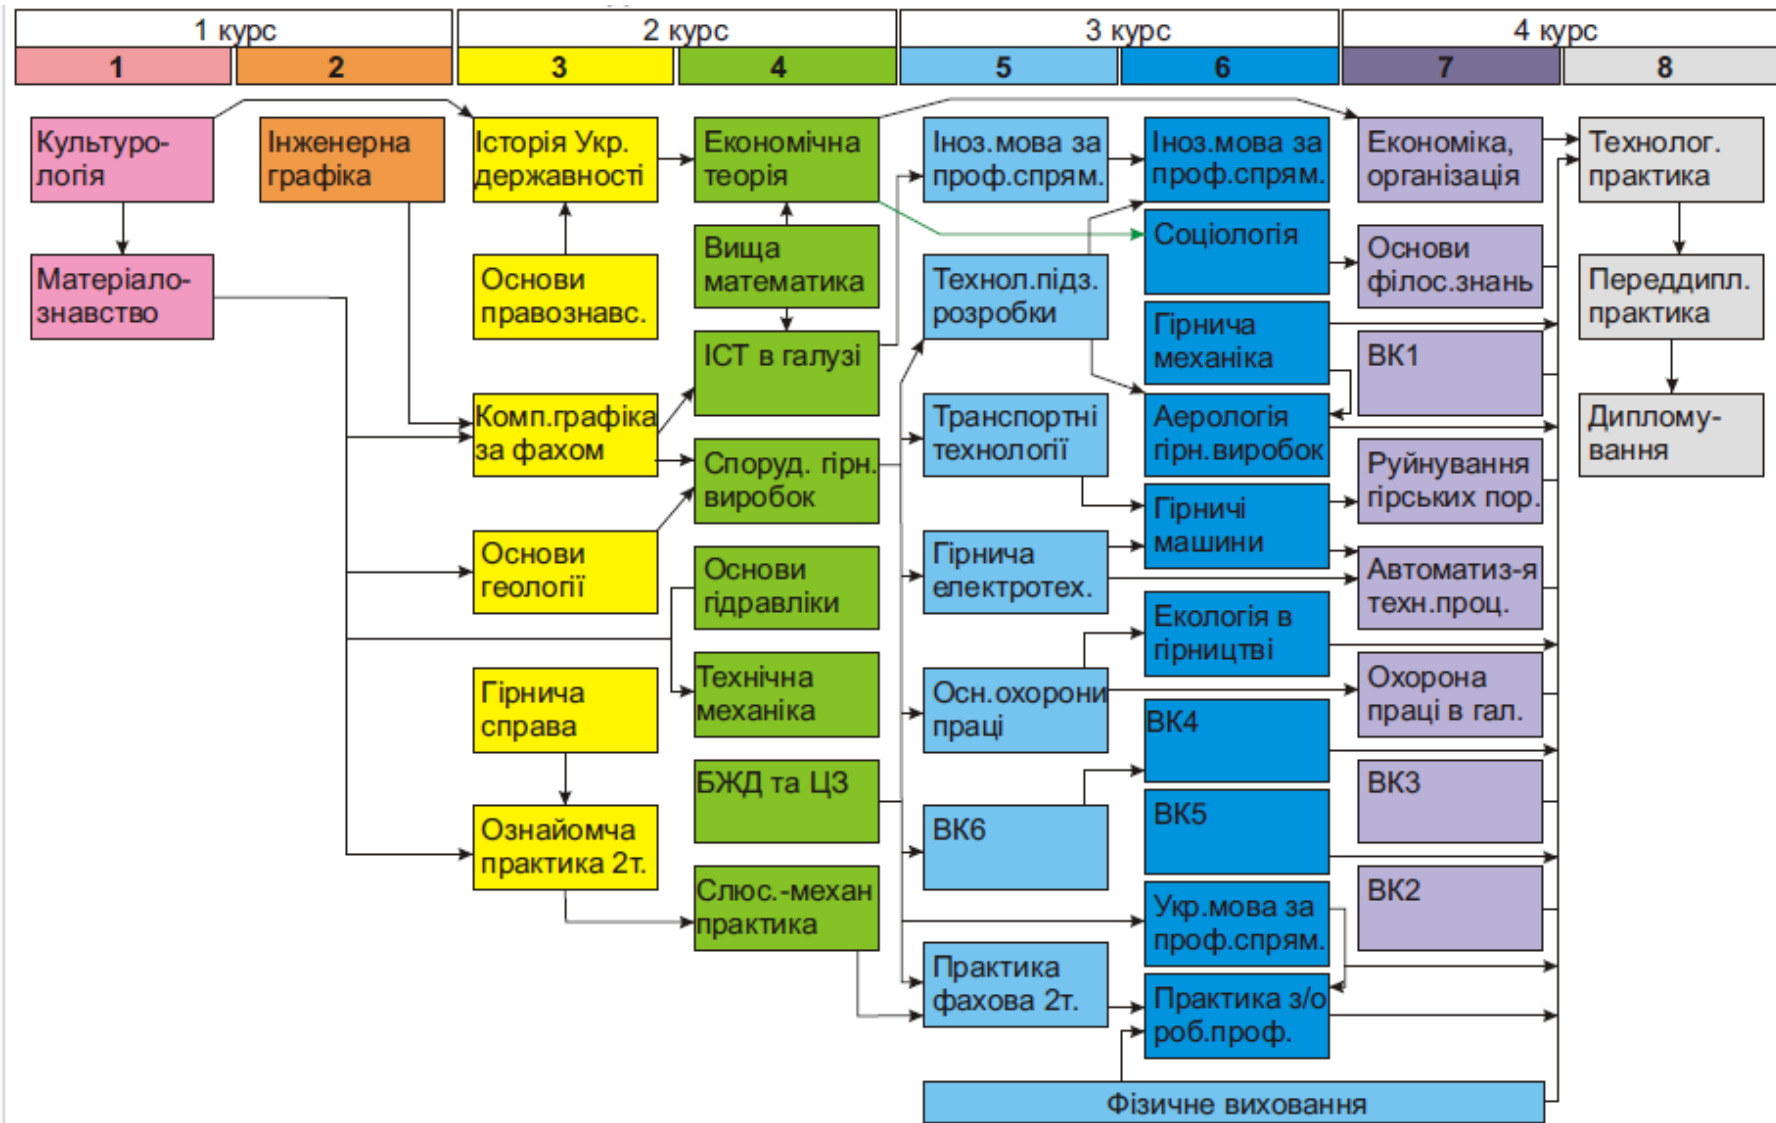 1 курс
2 курс
3 курс
4 курс
1
2
3
4
5
6
7
8
Культуро-
логія
Матеріало-
знавство
Інженерна
графіка
Історія Укр.
державності
Основи
правознавс.
Комп.графіка
за фахом
Основи
геології
Гірнича
справа
Ознайомча
практика 2т.
Економічна
теорія
Вища
математика
ІСТ в галузі
Споруд. гірн.
виробок
Основи
гідравліки
Технічна
механіка
БЖД та ЦЗ
Слюс.-механ
практика
Іноз.мова за
проф.спрям.
Технол.підз.
розробки
Транспортні
технології
Гірнича
електротех.
Осн.охорони
праці
ВК6
Практика
фахова 2т.
Іноз.мова за
проф.спрям.
Соціологія
Гірнича
механіка
Аерологія
гірн.виробок
Гірничі
машини
Екологія в
гірництві
ВК4
ВК5
Укр.мова за
проф.спрям.
Практика з/о
роб.проф.
Економіка,
організація
Основи
філос.знань
ВК1
Руйнування
гірських пор.
Автоматиз-я
техн.проц.
Охорона
праці в гал.
ВК3
ВК2
Технолог.
практика
Переддипл.
практика
Диплому-
вання
Фізичне виховання